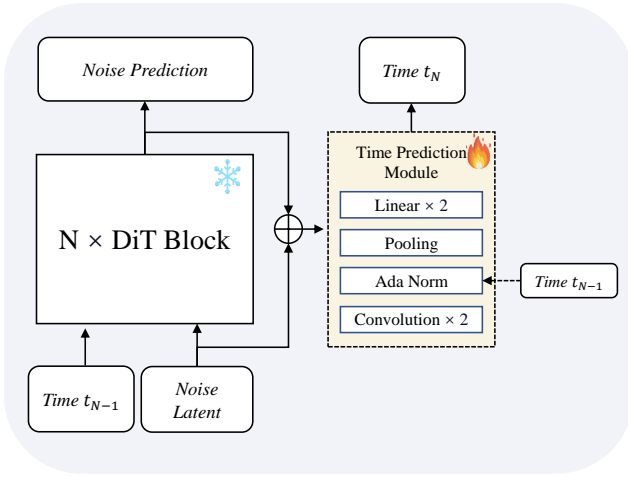 Noise Prediction
Time t_N
Time Prediction
Module
N × DiT Block
Linear × 2
Pooling
Ada Norm
Time t_{N−1}
Convolution × 2
Time t_{N−1}
Noise
Latent